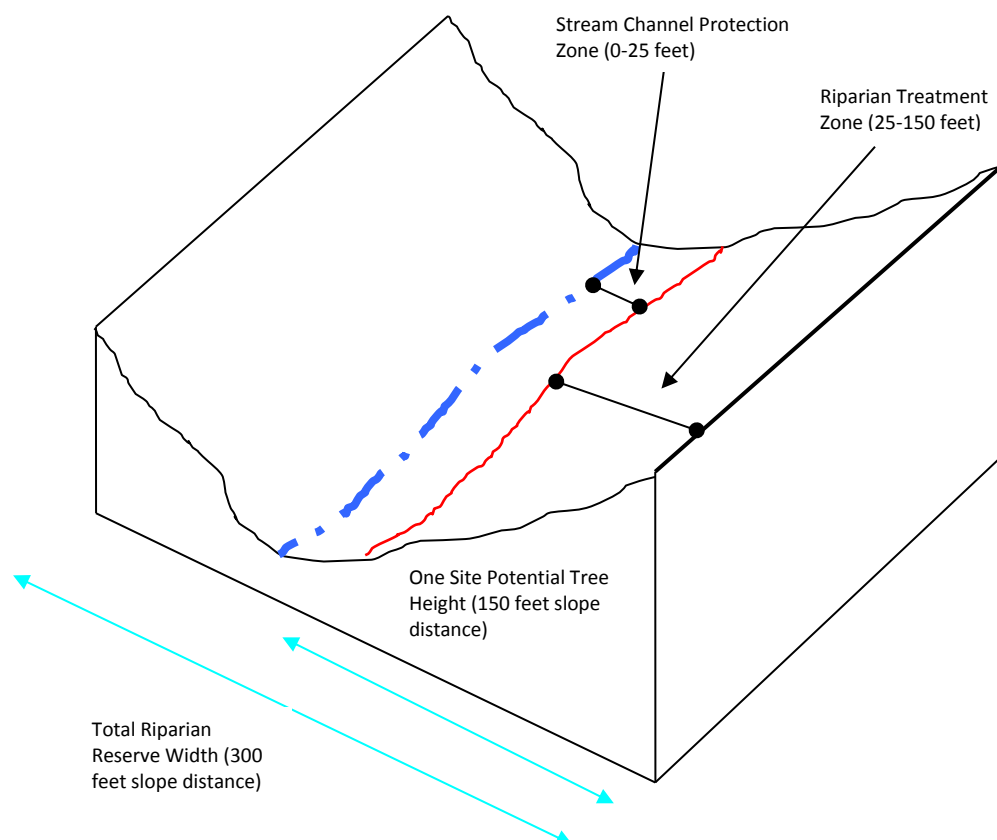 Stream Channel Protection
Zone (0-25 feet)
Riparian Treatment
Zone (25-150 feet)
One Site Potential Tree
Height (150 feet slope
distance)
Total Riparian
Reserve Width (300
feet slope distance)